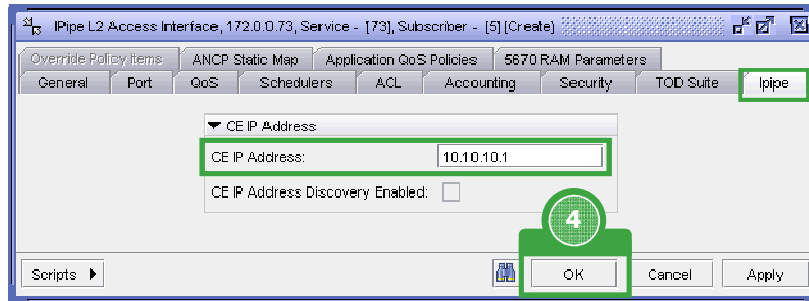 IPipe L2 Access Interface, 172.0.0.73, Service - [73], Subscriber - [5] [Create]
Override Policy Items ANCP Static Map Application QoS Policies 5670 RAM Parameters
General Port QoS Schedulers ACL Accounting Security TOD Suite Ipipe
CE IP Address
CE IP Address: 10.10.10.1
CE IP Address Discovery Enabled:
4
Scripts OK Cancel Apply